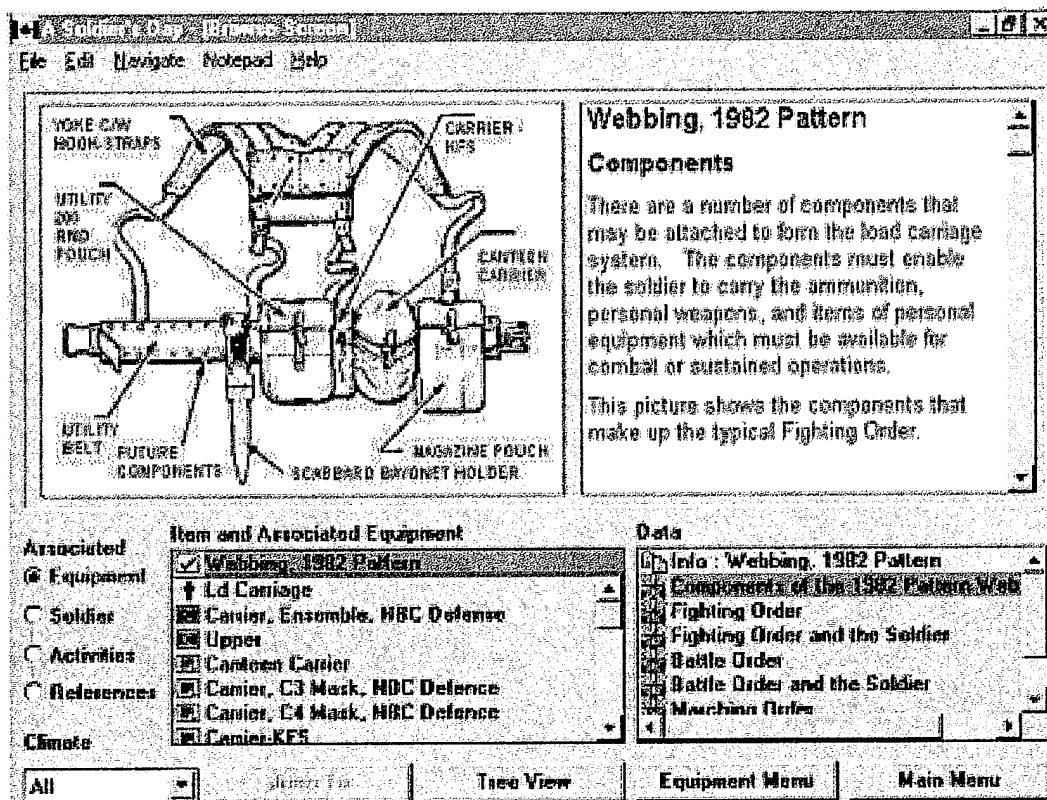 A Soldier's Day - [Browse Screen]
File Edit Navigate Notepad Help
YOKE C/W
HOOK STRAPS
CARRIER
KFS
UTILITY
200
RND
POUCH
CANTEEN
CARRIER
UTILITY
BELT
FUTURE
COMPONENTS
MAGAZINE POUCH
SCABBARD BAYONET HOLDER
Webbing, 1982 Pattern
Components
There are a number of components that
may be attached to form the load carriage
system. The components must enable
the soldier to carry the ammunition,
personal weapons, and items of personal
equipment which must be available for
combat or sustained operations.
This picture shows the components that
make up the typical Fighting Order.
Associated
Equipment
Soldier
Activities
References
Climate
All
Item and Associated Equipment
Webbing, 1982 Pattern
Ld Carriage
Carrier, Ensemble, NBC Defense
Upper
Canteen Carrier
Carrier, C3 Mask, NBC Defence
Carrier, C4 Mask, NBC Defence
Carrier-KFS
Data
Info : Webbing, 1982 Pattern
Components of the 1982 Pattern Web
Fighting Order
Fighting Order and the Soldier
Battle Order
Battle Order and the Soldier
Marching Order
Tree View
Equipment Menu
Main Menu